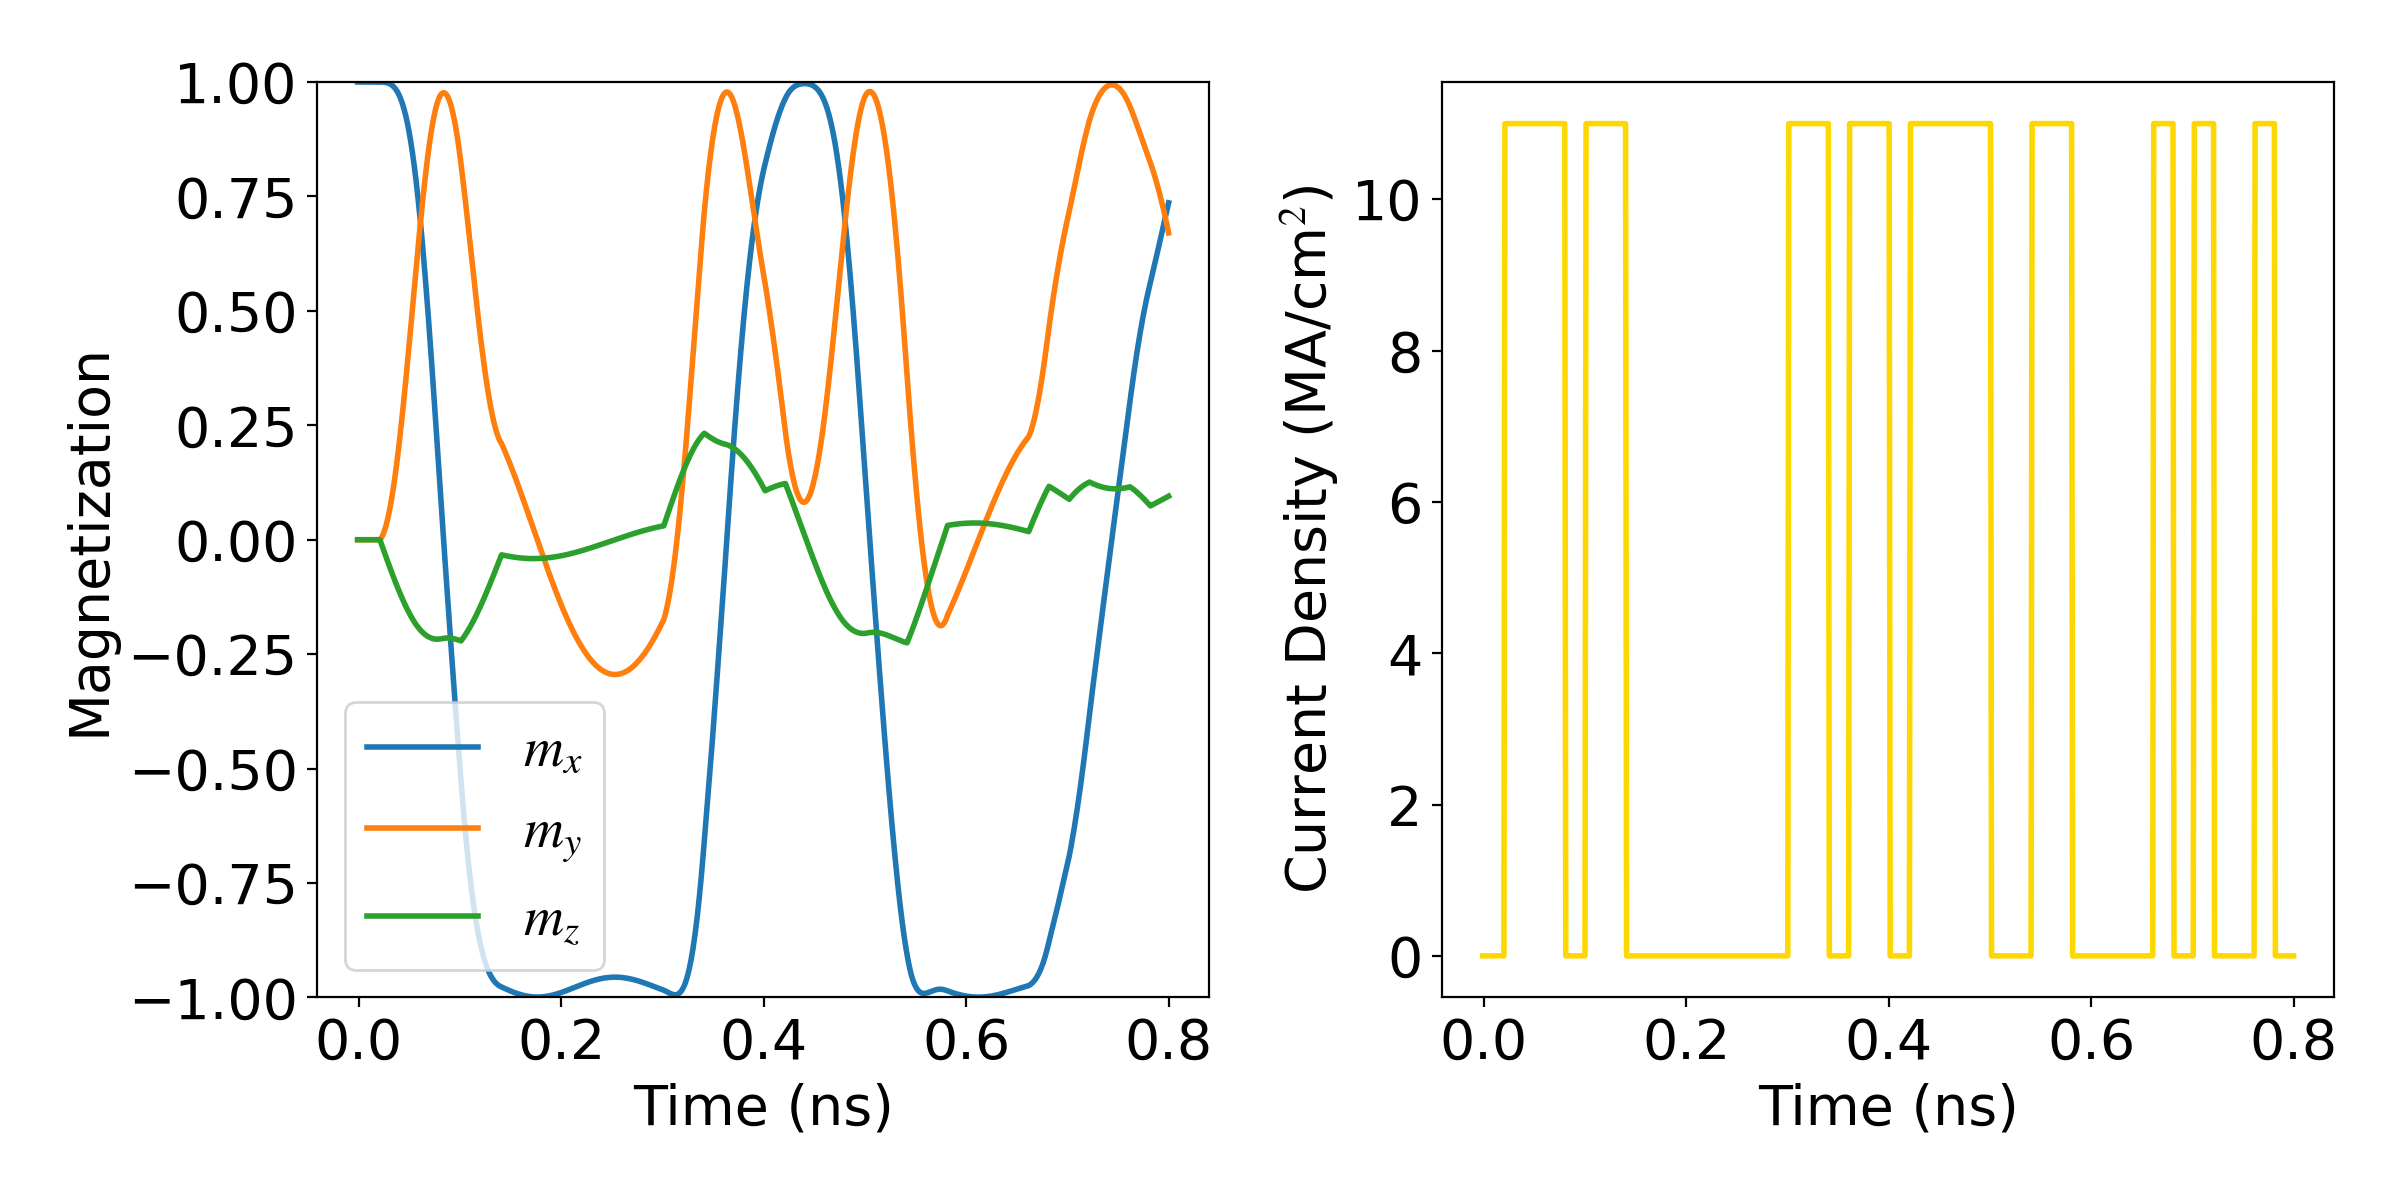 Magnetization
1.00
0.75
0.50
0.25
0.00
−0.25
−0.50
−0.75
−1.00
m_x
m_y
m_z
0.0 0.2 0.4 0.6 0.8
Time (ns)
Current Density (MA/cm²)
10
8
6
4
2
0
0.0 0.2 0.4 0.6 0.8
Time (ns)